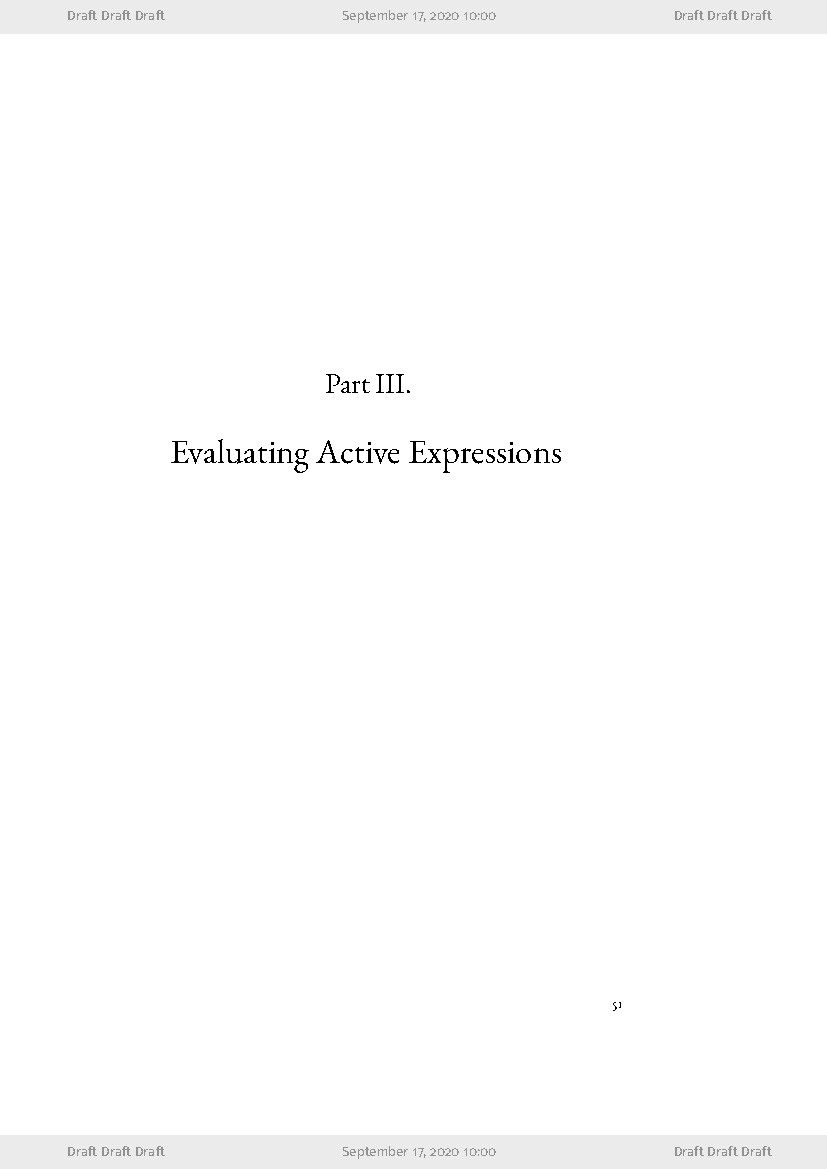 Draft Draft Draft September 17, 2020 10:00 Draft Draft Draft
Part III.
Evaluating Active Expressions
51
Draft Draft Draft September 17, 2020 10:00 Draft Draft Draft